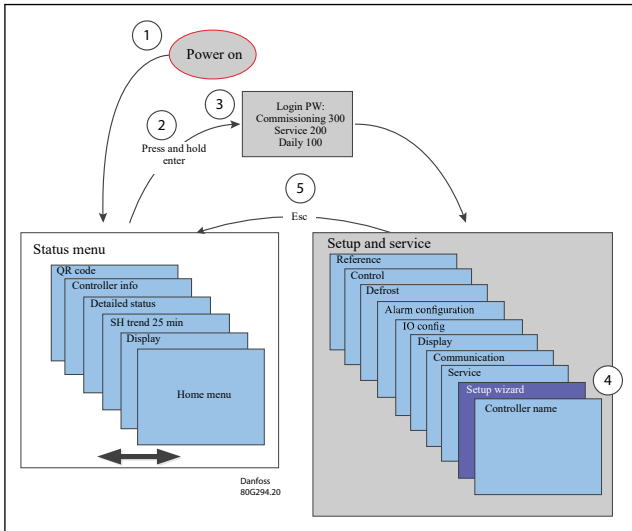 1
Power on
2
Press and hold
enter
3
Login PW:
Commissioning 300
Service 200
Daily 100
5
Esc
Status menu
QR code
Controller info
Detailed status
SH trend 25 min
Display
Home menu
Danfoss
80G294.20
Setup and service
Reference
Control
Defrost
Alarm configuration
IO config
Display
Communication
Service
Setup wizard
4
Controller name